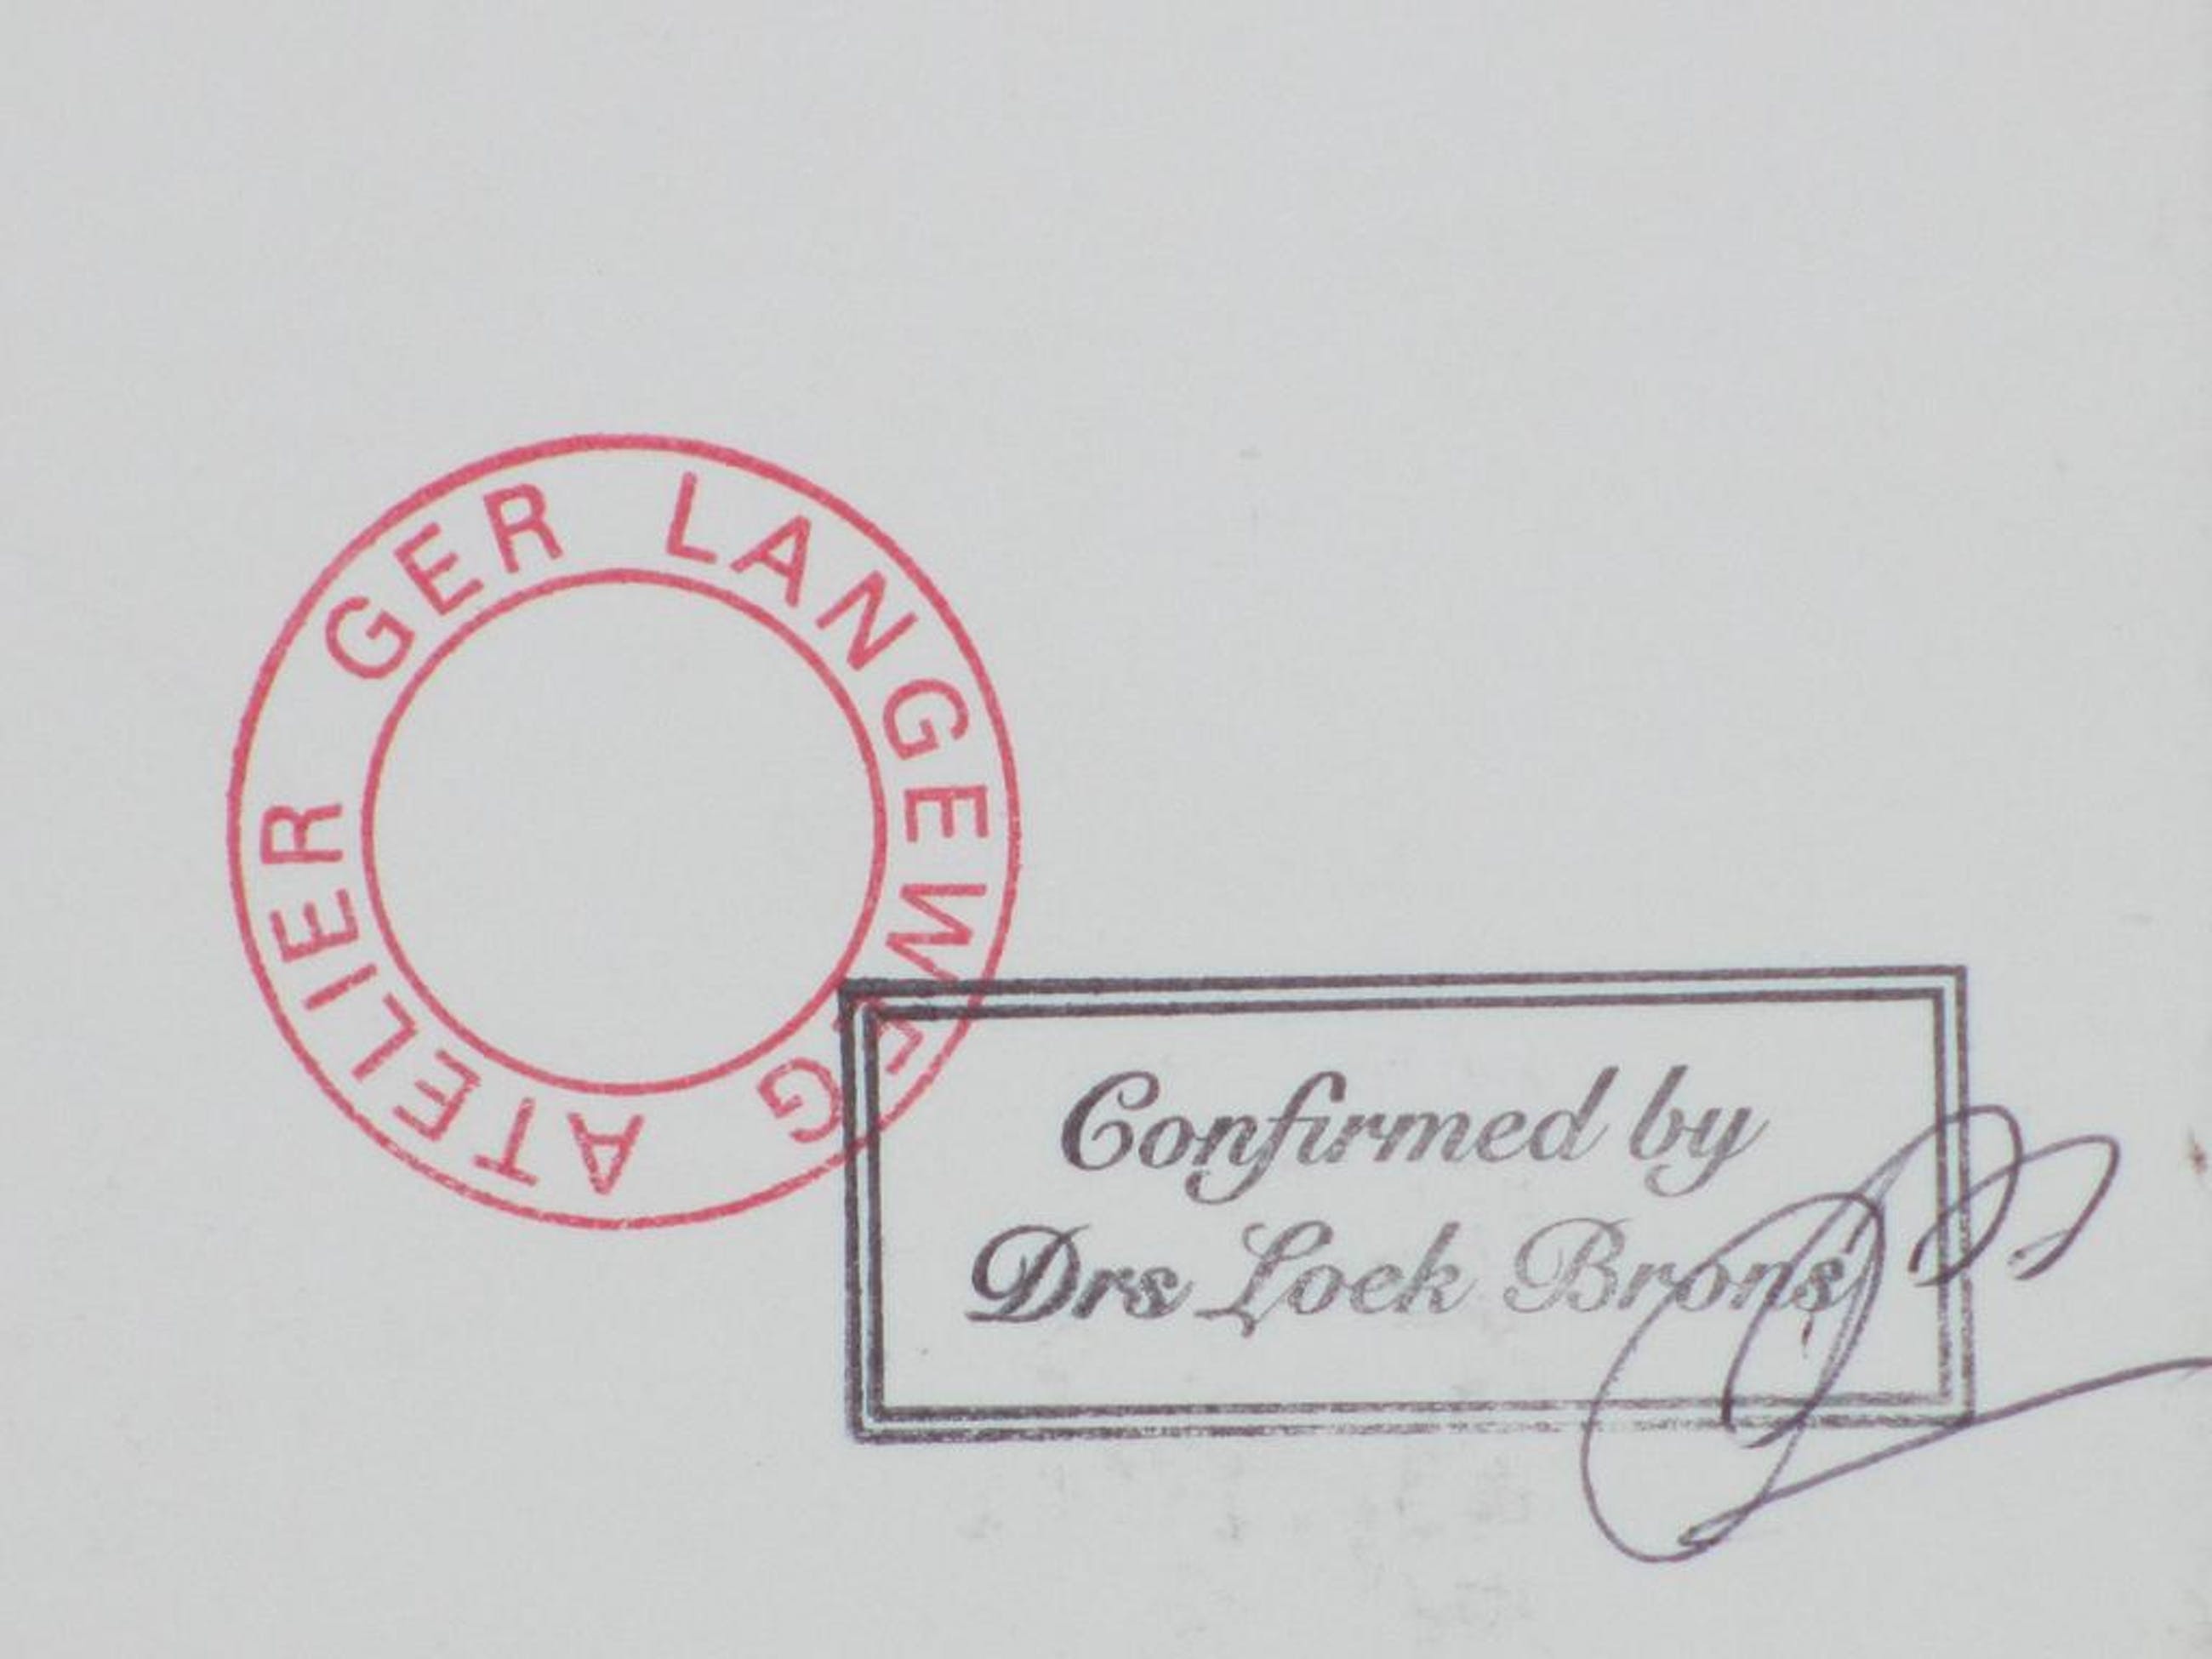 ATELIER GER LANGEWEG
Confirmed by
Drs Loek Brons